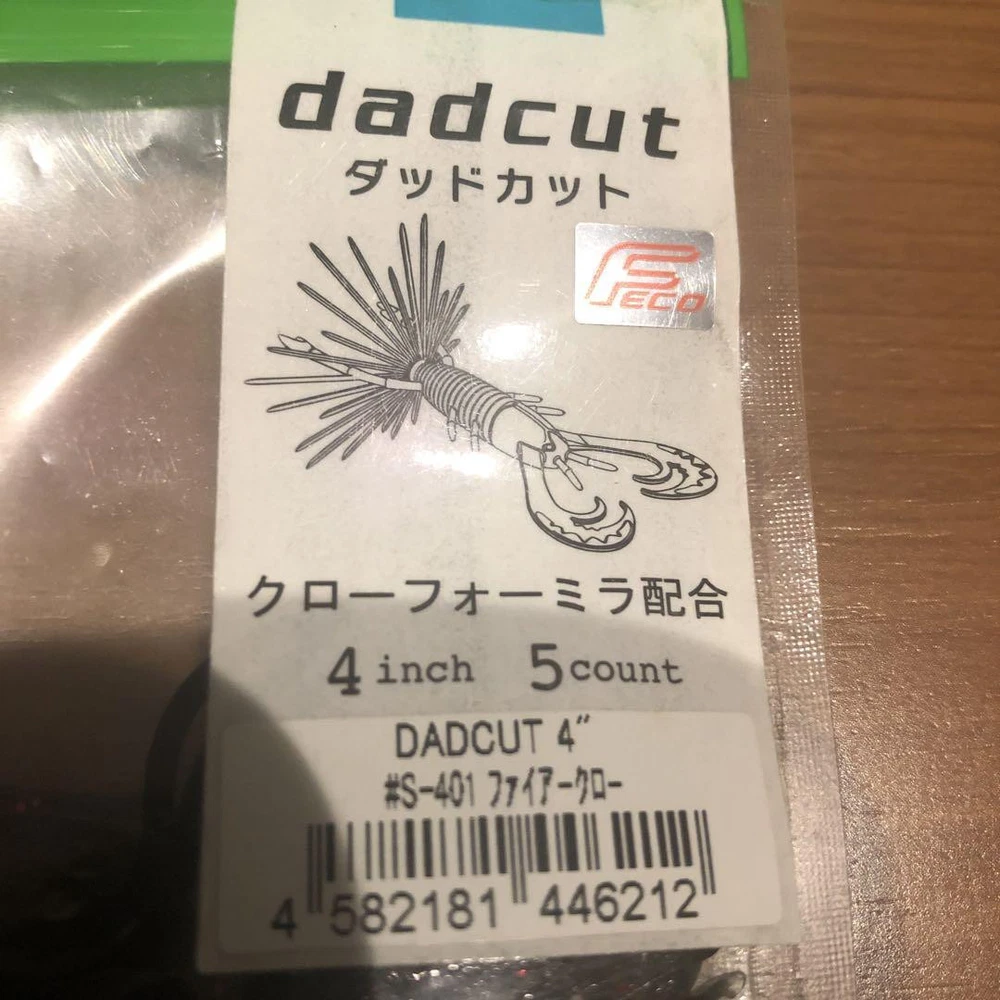 dadcut
ダッドカット
FECO
クローフォーミラ配合
4 inch 5 count
DADCUT 4"
#S-401 ファイアークロー
4 582181 446212